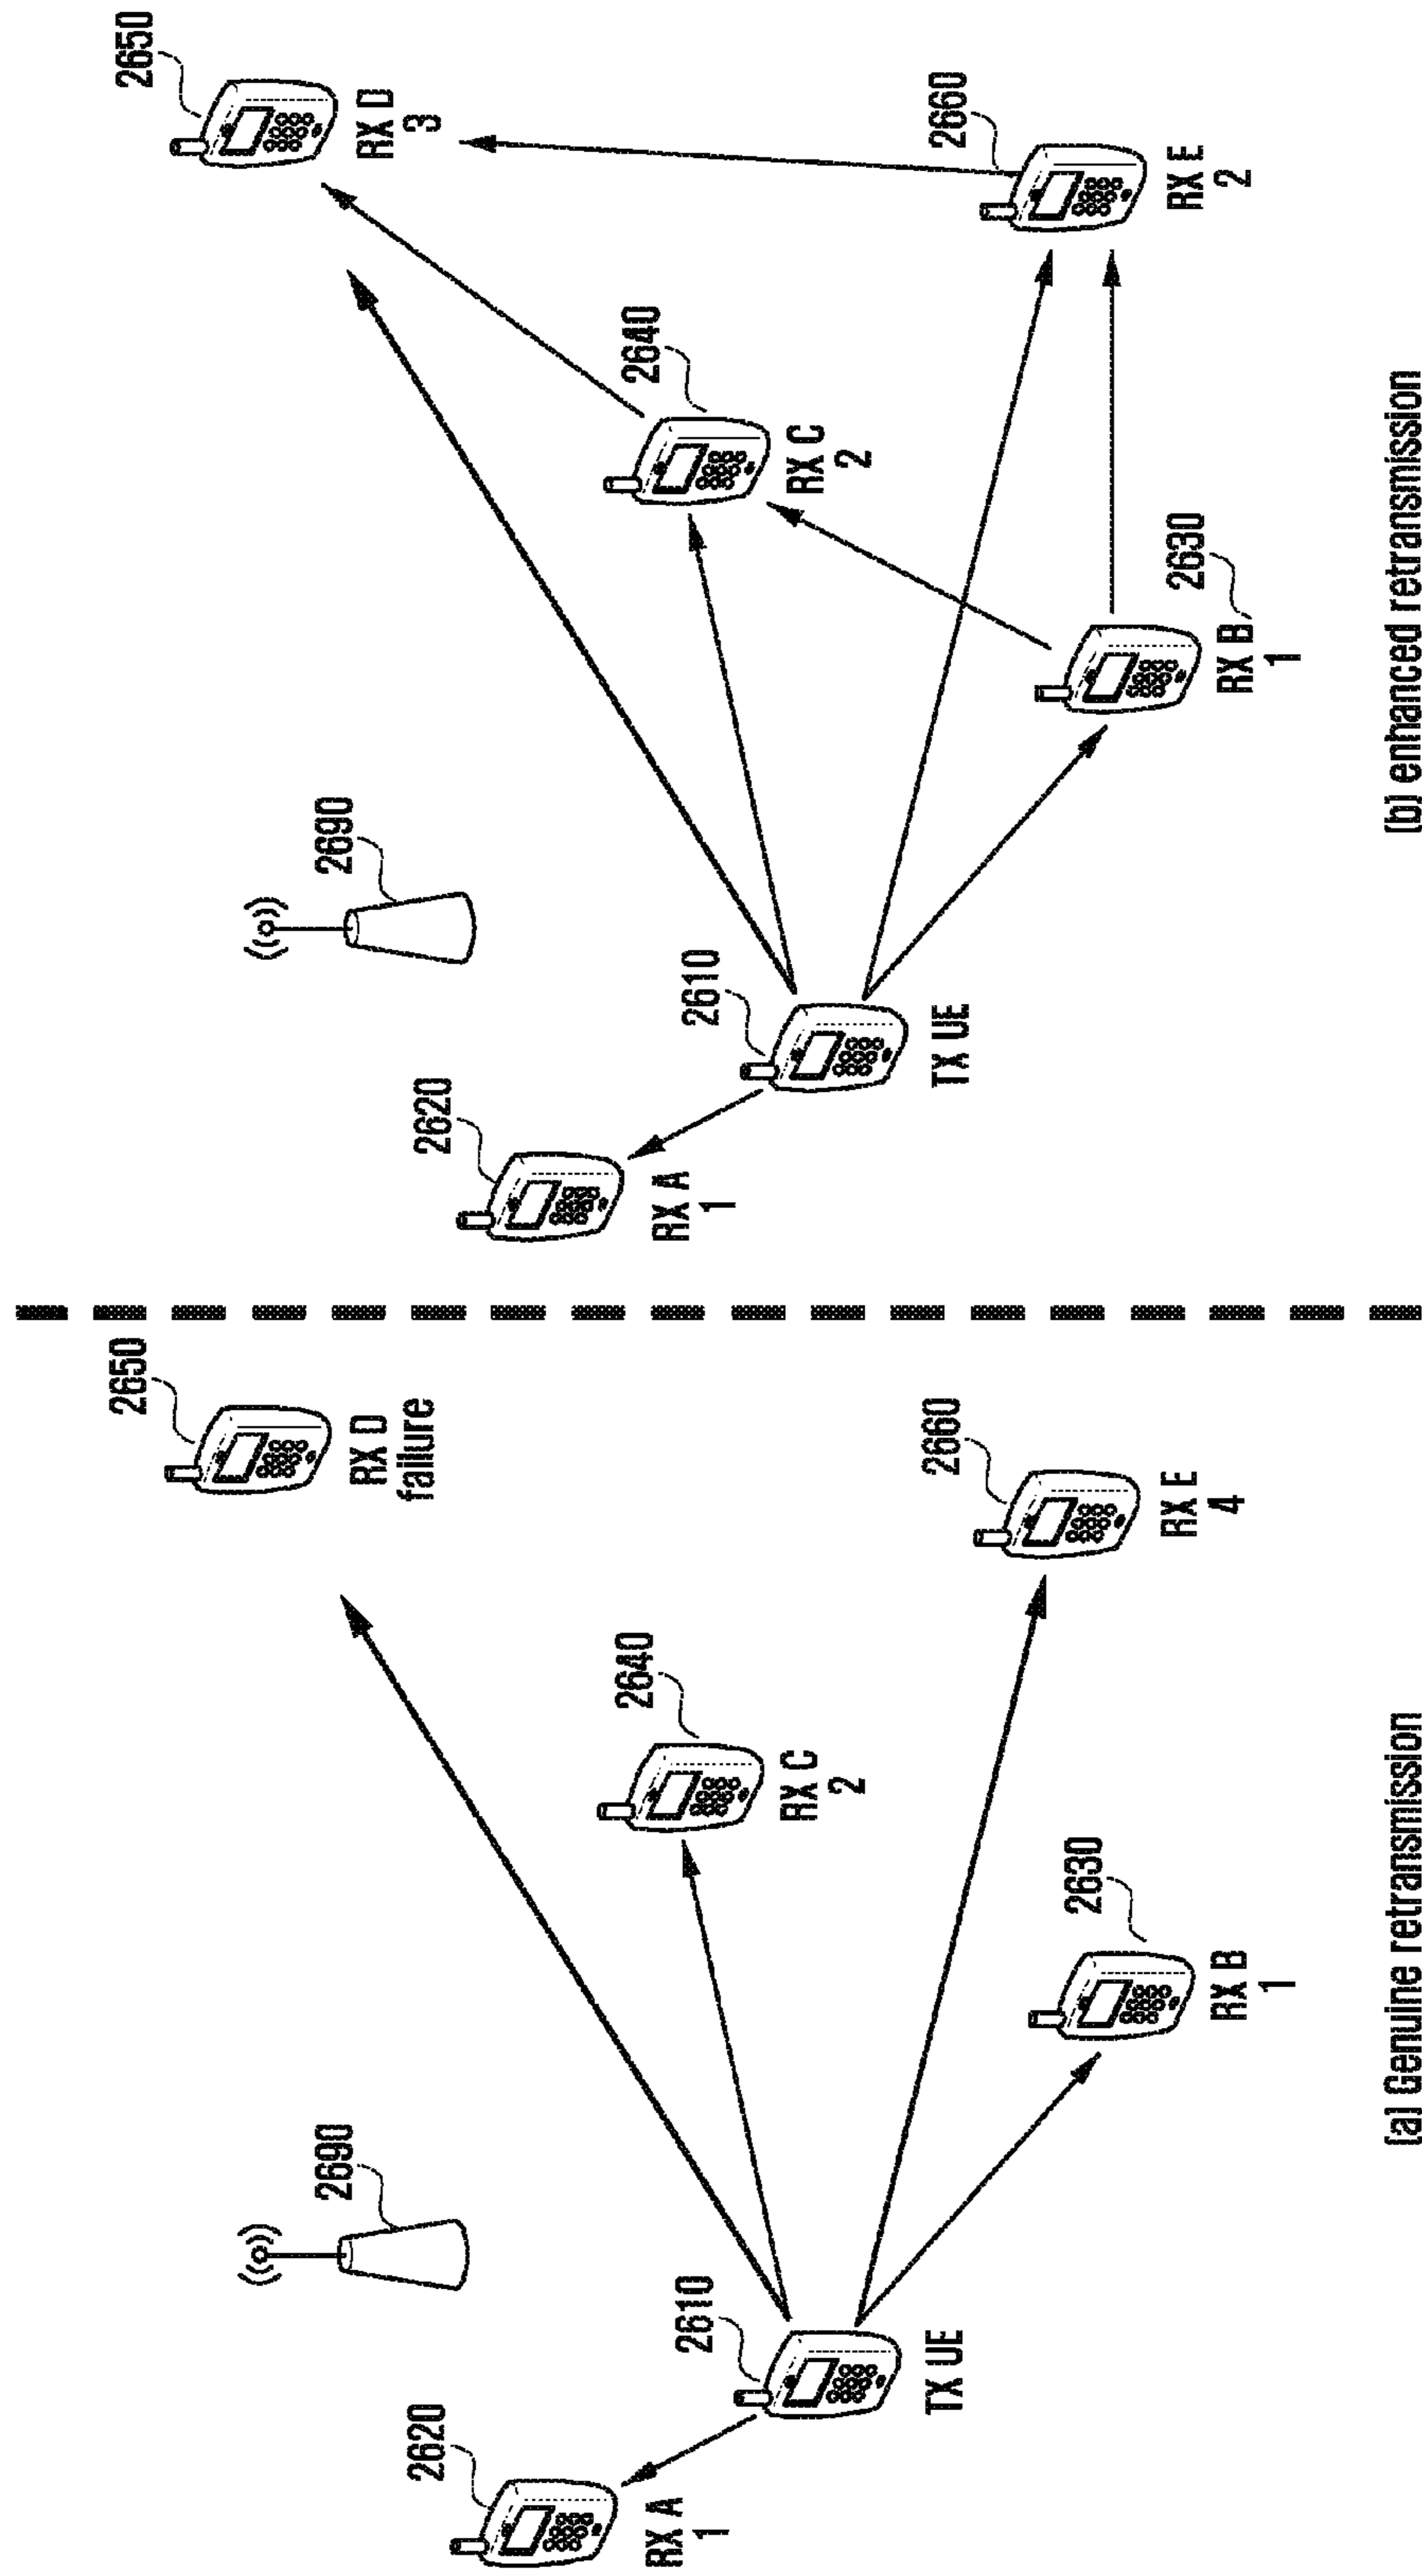 2620
RX A
1
2610
TX UE
2690
2630
RX B
1
2640
RX C
2
2650
RX D
failure
2660
RX E
4
(a) Genuine retransmission
2620
RX A
1
2610
TX UE
2690
2630
RX B
1
2640
RX C
2
2650
RX D
3
2660
RX E
2
(b) enhanced retransmission